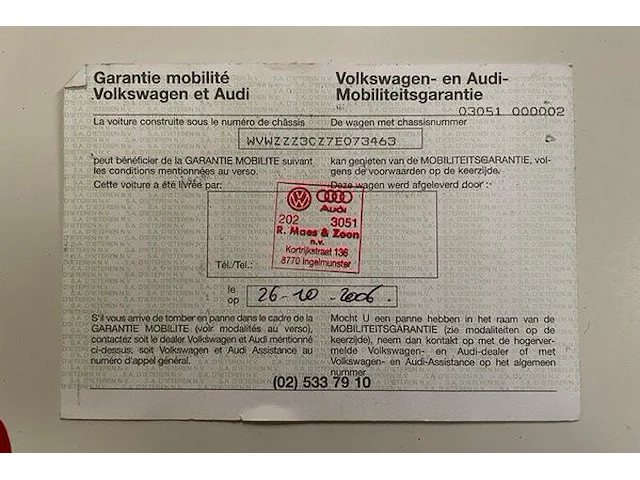 Garantie mobilité
Volkswagen et Audi
Volkswagen- en Audi-
Mobiliteitsgarantie
03051 000002
La voiture construite sous le numéro de châssis
De wagen met chassisnummer
WVWZZZ3CZ7E073463
peut bénéficier de la GARANTIE MOBILITE suivant
les conditions mentionnées au verso.
kan genieten van de MOBILITEITSGARANTIE, vol-
gens de voorwaarden op de keerzijde.
Cette voiture a été livrée par:
Deze wagen werd afgeleverd door :
Audi
202 3051
R. Maes & Zoon
n.v.
Kortrijkstraat 136
8770 Ingelmunster
Tél./Tel.:
le
op
26-10-2006.
S'il vous arrive de tomber en panne dans le cadre de la
GARANTIE MOBILITE (voir modalités au verso),
contactez soit le dealer Volkswagen et Audi mentionné
ci-dessus, soit Volkswagen et Audi Assistance au
numéro d'appel général.
Mocht U een panne hebben in het raam van de
MOBILITEITSGARANTIE (zie modaliteiten op de
keerzijde), neem dan kontakt op met de hogerver-
melde Volkswagen- en Audi-dealer of met
Volkswagen- en Audi-Assistance op het algemeen
nummer
(02) 533 79 10